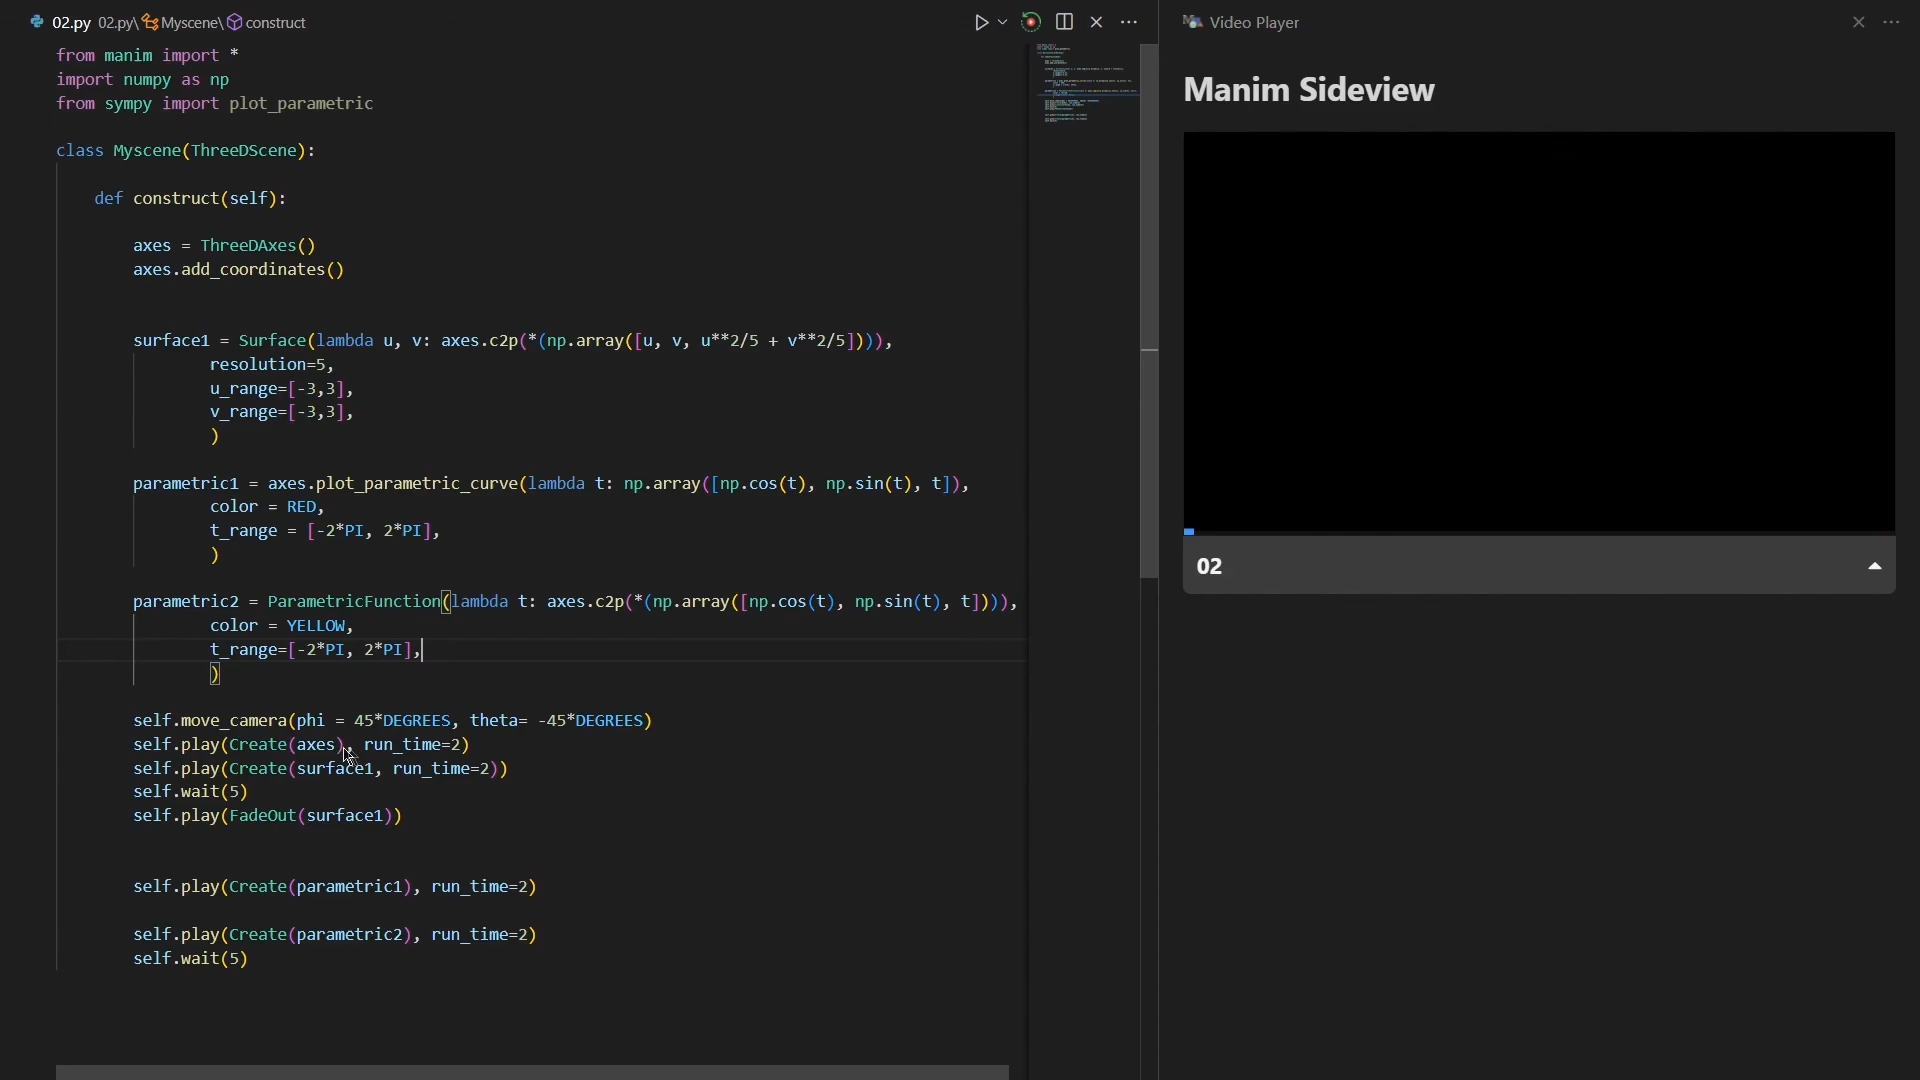 02.py 02.py\Myscene\construct
from manim import *
import numpy as np
from sympy import plot_parametric
class Myscene(ThreeDScene):
def construct(self):
axes = ThreeDAxes()
axes.add_coordinates()
surface1 = Surface(lambda u, v: axes.c2p(*(np.array([u, v, u**2/5 + v**2/5]))),
resolution=5,
u_range=[-3,3],
v_range=[-3,3],
)
parametric1 = axes.plot_parametric_curve(lambda t: np.array([np.cos(t), np.sin(t), t]),
color = RED,
t_range = [-2*PI, 2*PI],
)
parametric2 = ParametricFunction(lambda t: axes.c2p(*(np.array([np.cos(t), np.sin(t), t]))),
color = YELLOW,
t_range=[-2*PI, 2*PI],
)
self.move_camera(phi = 45*DEGREES, theta= -45*DEGREES)
self.play(Create(axes), run_time=2)
self.play(Create(surface1, run_time=2))
self.wait(5)
self.play(FadeOut(surface1))
self.play(Create(parametric1), run_time=2)
self.play(Create(parametric2), run_time=2)
self.wait(5)
Video Player
Manim Sideview
02